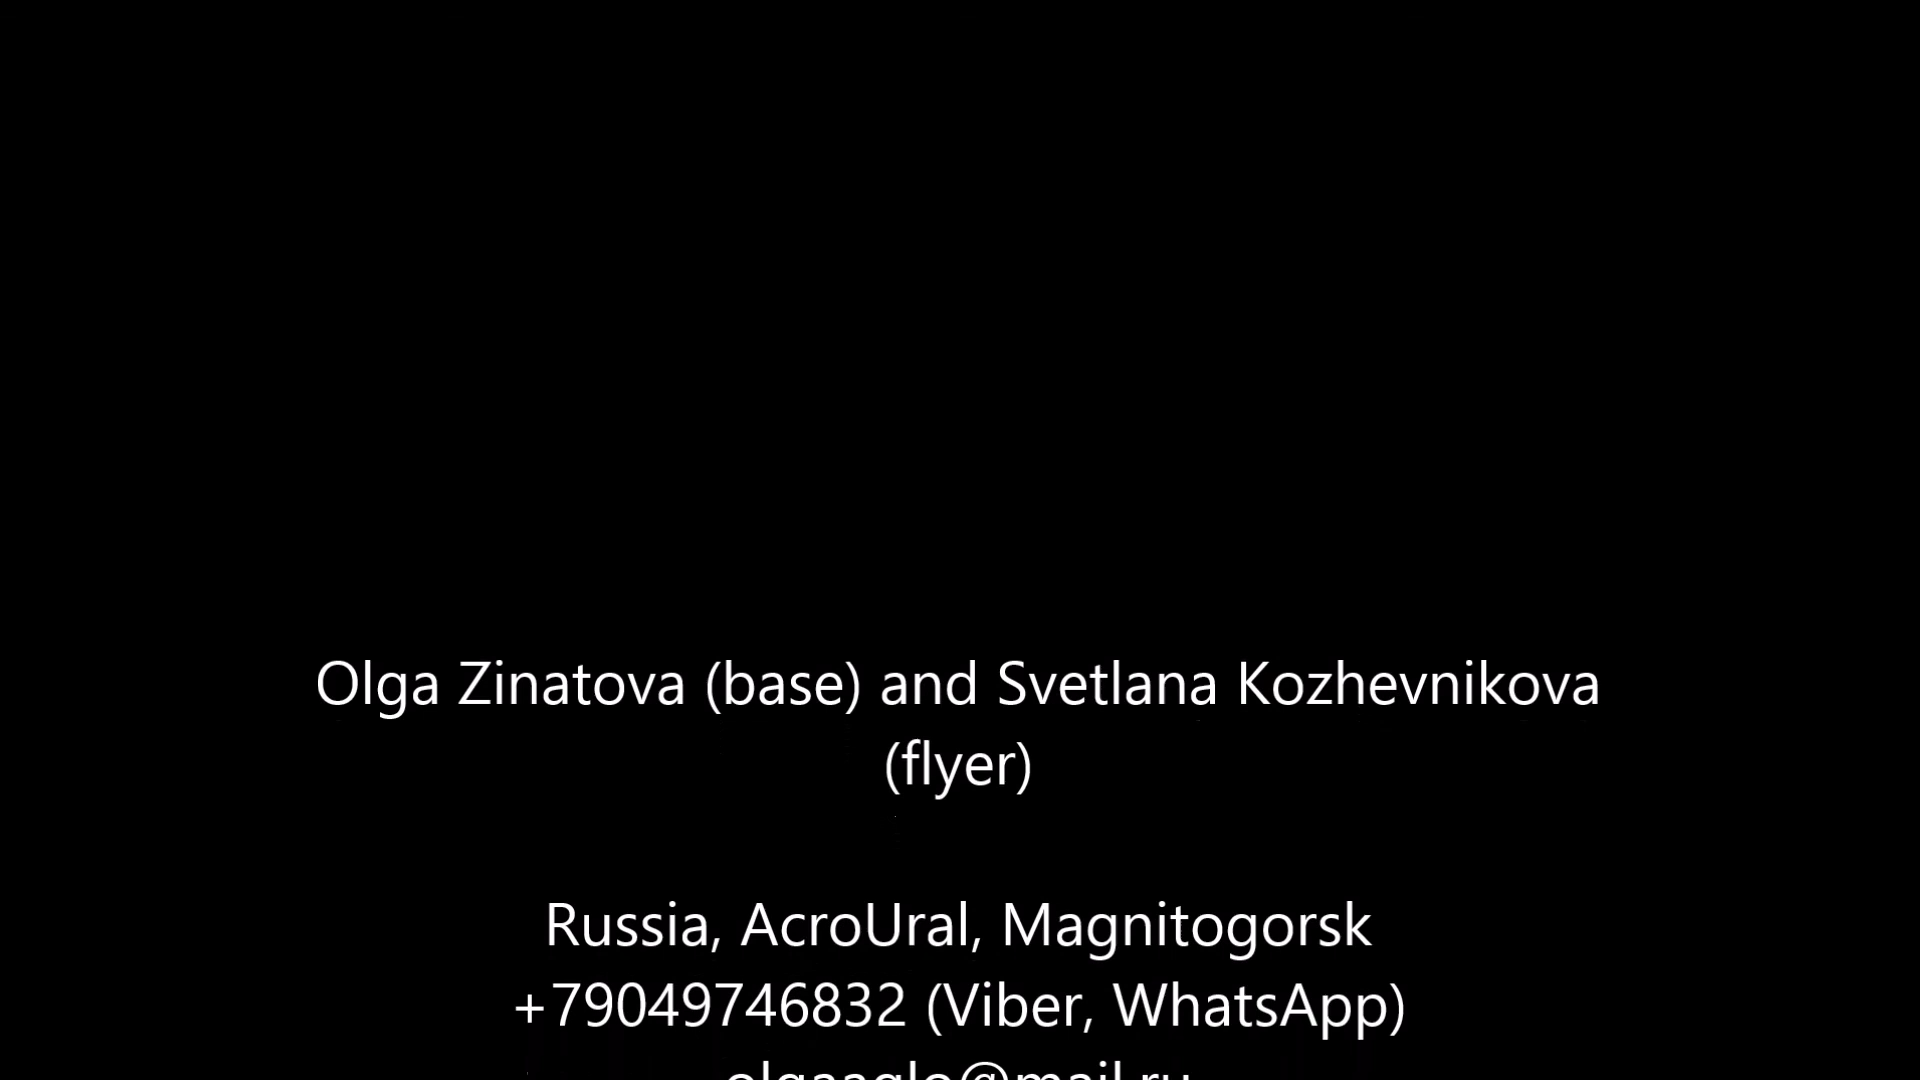 Olga Zinatova (base) and Svetlana Kozhevnikova
(flyer)
Russia, AcroUral, Magnitogorsk
+79049746832 (Viber, WhatsApp)